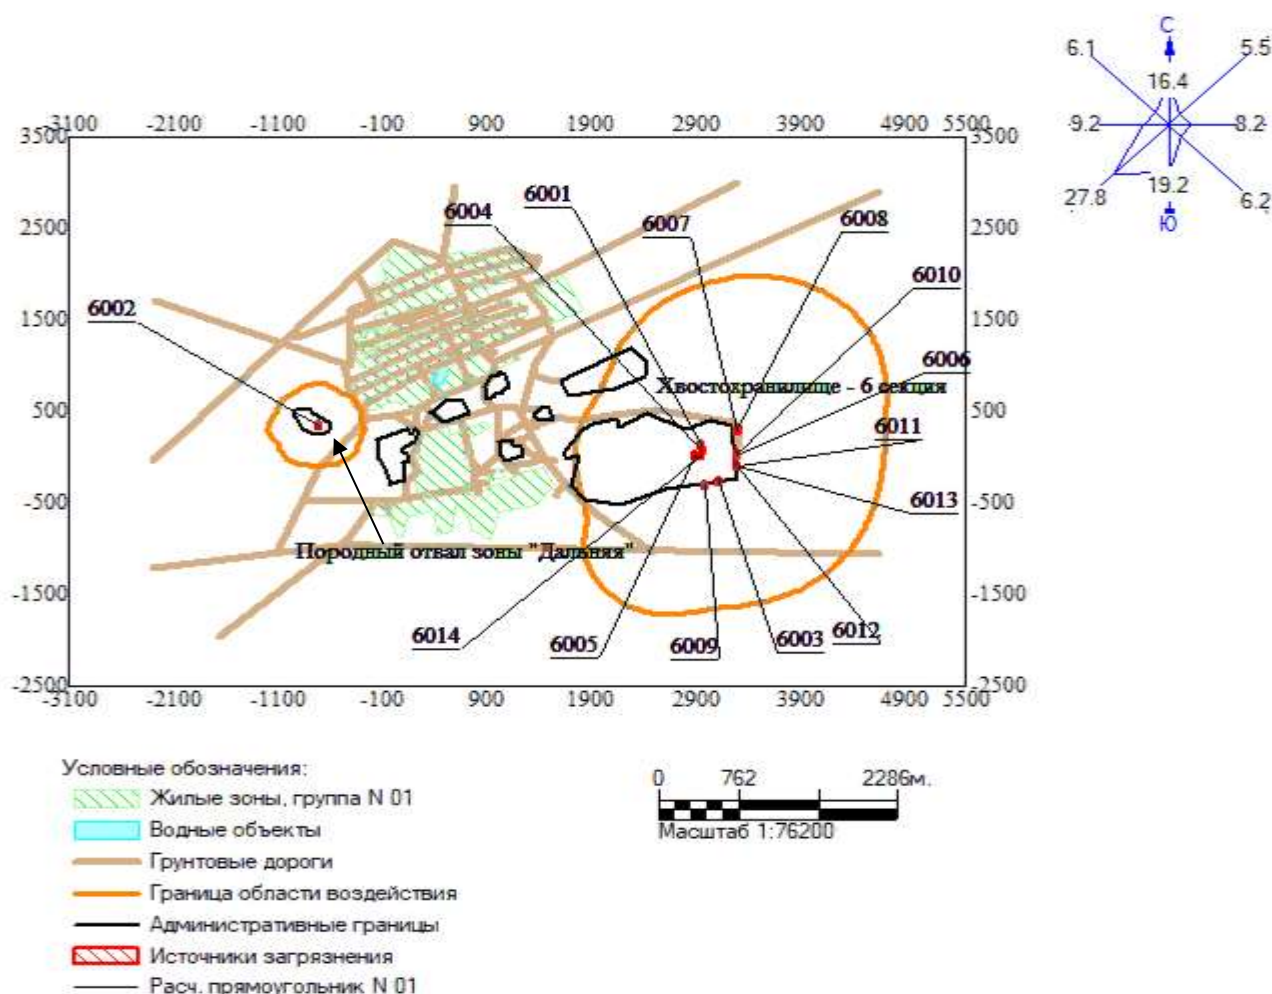 С
6.1
5.5
16.4
9.2
8.2
19.2
27.8
6.2
Ю
-3100 -2100 -1100 -100 900 1900 2900 3900 4900 5500
3500 3500
2500 2500
1500 1500
500 500
-500 -500
-1500 -1500
-2500 -2500
-3100 -2100 -1100 -100 900 1900 2900 3900 4900 5500
6001
6004
6007
6008
6010
6002
6006
Хвостохранилище - 6 секция
6011
6013
Породный отвал зоны "Дальняя"
6014
6005
6009
6003
6012
Условные обозначения:
Жилые зоны, группа N 01
Водные объекты
Грунтовые дороги
Граница области воздействия
Административные границы
Источники загрязнения
Расч. прямоугольник N 01
0 762 2286м.
Масштаб 1:76200